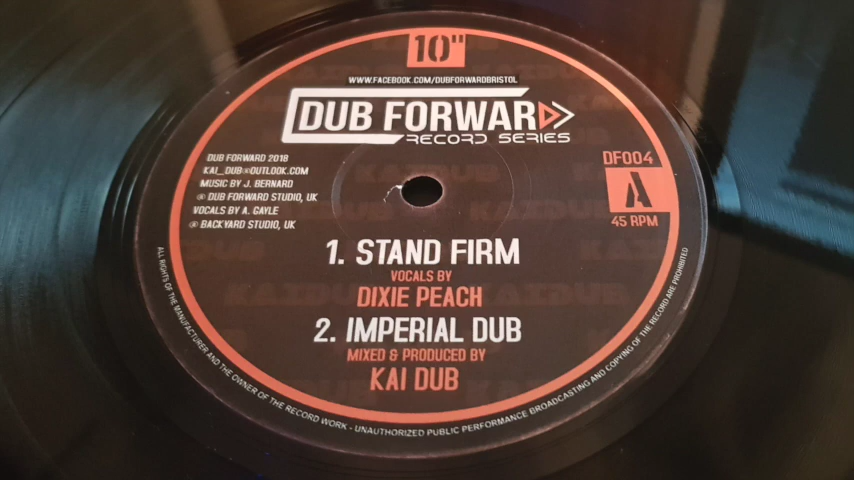 10"
WWW.FACEBOOK.COM/DUBFORWARDBRISTOL
DUB FORWARD
RECORD SERIES
DUB FORWARD 2018
KAI_DUB@OUTLOOK.COM
MUSIC BY J. BERNARD
@ DUB FORWARD STUDIO, UK
VOCALS BY A. GAYLE
@ BACKYARD STUDIO, UK
DF004
A
45 RPM
1. STAND FIRM
VOCALS BY
DIXIE PEACH
2. IMPERIAL DUB
MIXED & PRODUCED BY
KAI DUB
ALL RIGHTS OF THE MANUFACTURER AND THE OWNER OF THE RECORD WORK - UNAUTHORIZED PUBLIC PERFORMANCE BROADCASTING AND COPYING OF THE RECORD ARE PROHIBITED